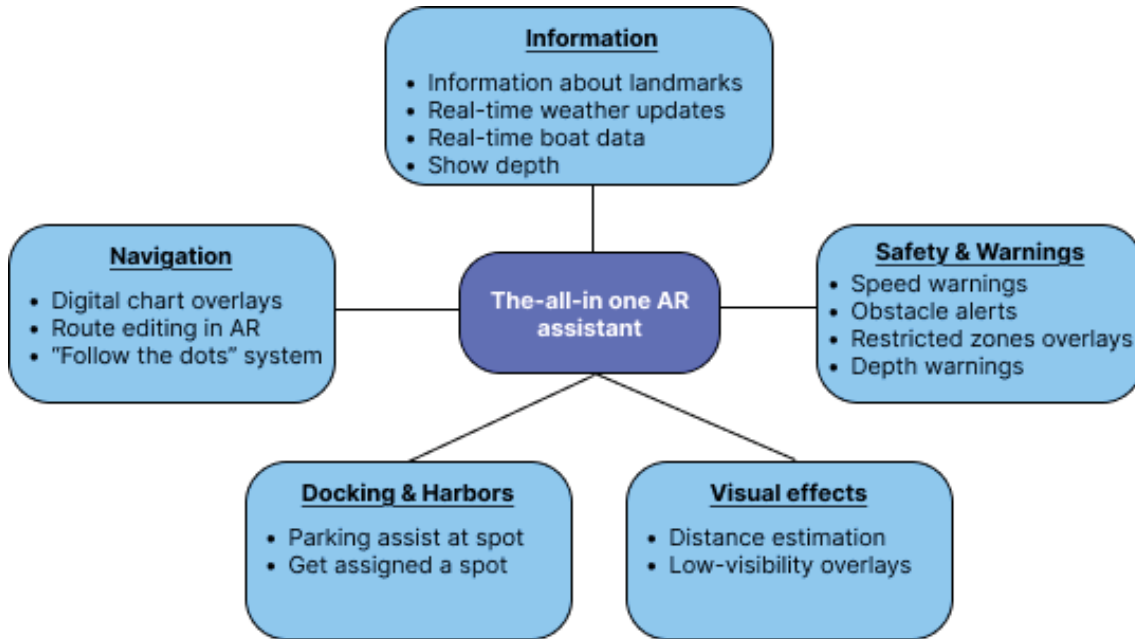 Information
• Information about landmarks
• Real-time weather updates
• Real-time boat data
• Show depth
Navigation
• Digital chart overlays
• Route editing in AR
• “Follow the dots” system
The-all-in one AR
assistant
Safety & Warnings
• Speed warnings
• Obstacle alerts
• Restricted zones overlays
• Depth warnings
Docking & Harbors
• Parking assist at spot
• Get assigned a spot
Visual effects
• Distance estimation
• Low-visibility overlays